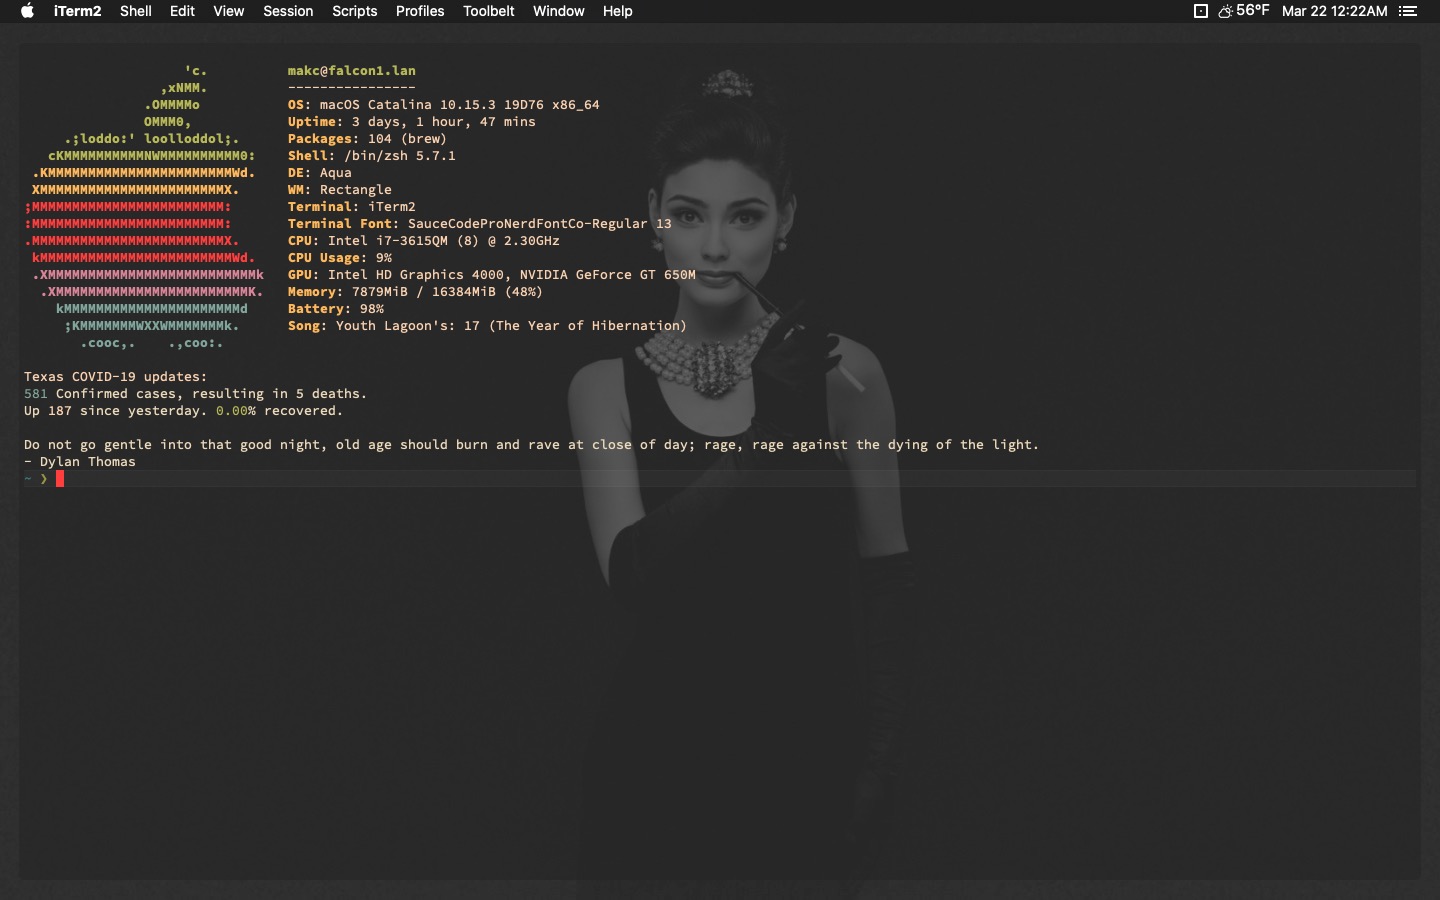 iTerm2 Shell Edit View Session Scripts Profiles Toolbelt Window Help 56°F Mar 22 12:22AM
'c. makc@falcon1.lan
,xNMM. ----------------
.OMMMMo OS: macOS Catalina 10.15.3 19D76 x86_64
OMMM0, Uptime: 3 days, 1 hour, 47 mins
.;loddo:' loolloddol;. Packages: 104 (brew)
cKMMMMMMMMMMNWMMMMMMMMMM0: Shell: /bin/zsh 5.7.1
.KMMMMMMMMMMMMMMMMMMMMMMMWd. DE: Aqua
XMMMMMMMMMMMMMMMMMMMMMMMX. WM: Rectangle
;MMMMMMMMMMMMMMMMMMMMMMMM: Terminal: iTerm2
:MMMMMMMMMMMMMMMMMMMMMMMM: Terminal Font: SauceCodeProNerdFontCo-Regular 13
.MMMMMMMMMMMMMMMMMMMMMMMMX. CPU: Intel i7-3615QM (8) @ 2.30GHz
kMMMMMMMMMMMMMMMMMMMMMMMMWd. CPU Usage: 9%
.XMMMMMMMMMMMMMMMMMMMMMMMMMMk GPU: Intel HD Graphics 4000, NVIDIA GeForce GT 650M
.XMMMMMMMMMMMMMMMMMMMMMMMMK. Memory: 7879MiB / 16384MiB (48%)
kMMMMMMMMMMMMMMMMMMMMMMd Battery: 98%
;KMMMMMMMWXXWMMMMMMMk. Song: Youth Lagoon's: 17 (The Year of Hibernation)
.cooc,. .,coo:.
Texas COVID-19 updates:
581 Confirmed cases, resulting in 5 deaths.
Up 187 since yesterday. 0.00% recovered.
Do not go gentle into that good night, old age should burn and rave at close of day; rage, rage against the dying of the light.
- Dylan Thomas
~ ❯